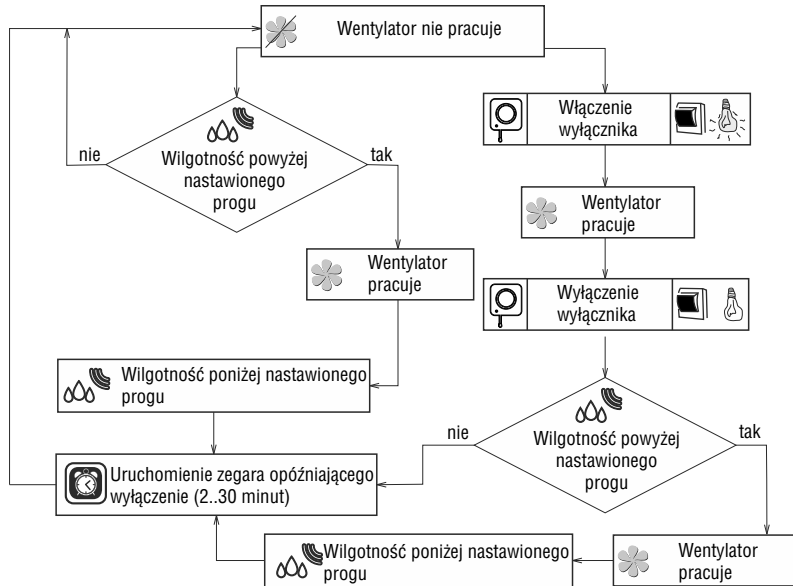 Wentylator nie pracuje
Włączenie
wyłącznika
nie
Wilgotność powyżej
nastawionego
progu
tak
Wentylator
pracuje
Wentylator
pracuje
Wyłączenie
wyłącznika
Wilgotność poniżej nastawionego
progu
nie
Wilgotność powyżej
nastawionego
progu
tak
Uruchomienie zegara opóźniającego
wyłączenie (2..30 minut)
Wilgotność poniżej nastawionego
progu
Wentylator
pracuje